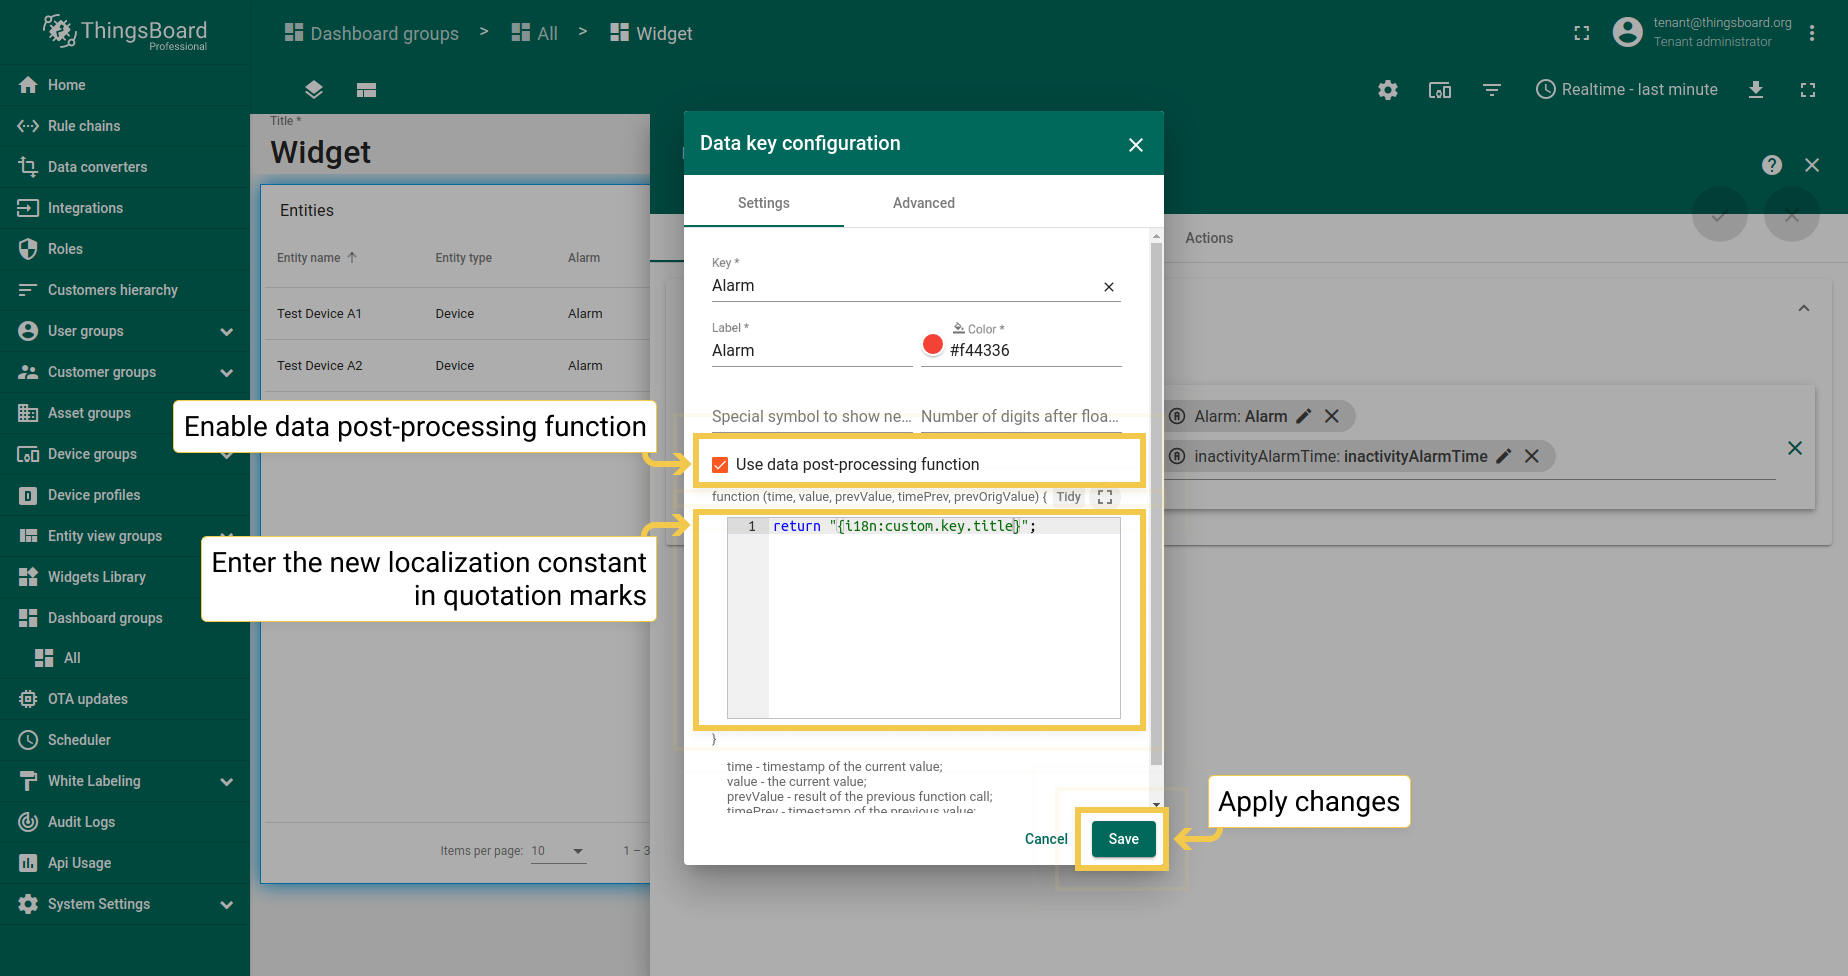 ThingsBoard
Professional
Home
Rule chains
Data converters
Integrations
Roles
Customers hierarchy
User groups
Customer groups
Asset groups
Device groups
Device profiles
Entity view groups
Widgets Library
Dashboard groups
All
OTA updates
Scheduler
White Labeling
Audit Logs
Api Usage
System Settings
Dashboard groups > All > Widget
tenant@thingsboard.org
Tenant administrator
Realtime - last minute
Title *
Widget
Entities
Entity name Entity type Alarm
Test Device A1 Device Alarm
Test Device A2 Device Alarm
Items per page: 10 1 – 3
Data key configuration
Settings Advanced
Key *
Alarm
Label * Color *
Alarm #f44336
Special symbol to show ne... Number of digits after floa...
Use data post-processing function
function (time, value, prevValue, timePrev, prevOrigValue) { Tidy
1 return "{i18n:custom.key.title}";
}
time - timestamp of the current value;
value - the current value;
prevValue - result of the previous function call;
timePrev - timestamp of the previous value;
Cancel Save
Actions
Alarm: Alarm
inactivityAlarmTime: inactivityAlarmTime
Enable data post-processing function
Enter the new localization constant
in quotation marks
Apply changes